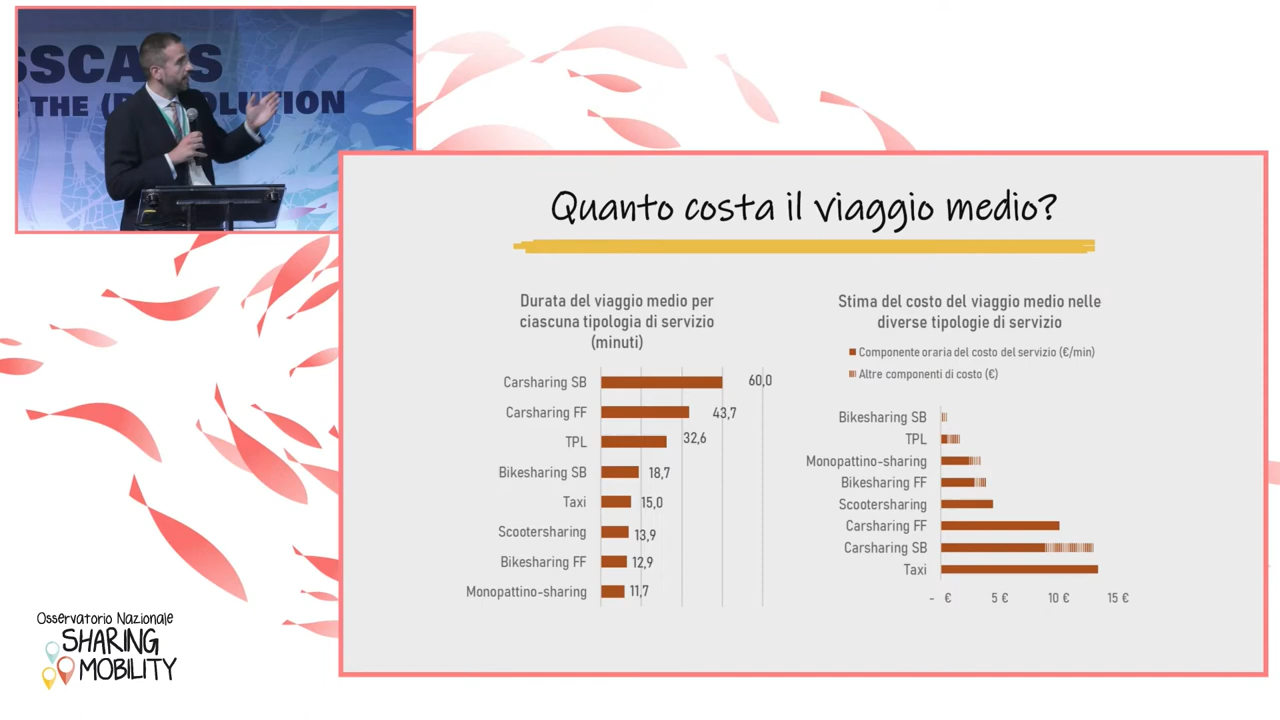 THE
Quanto costa il viaggio medio?
Durata del viaggio medio per
ciascuna tipologia di servizio
(minuti)
Carsharing SB 60,0
Carsharing FF 43,7
TPL 32,6
Bikesharing SB 18,7
Taxi 15,0
Scootersharing 13,9
Bikesharing FF 12,9
Monopattino-sharing 11,7
Stima del costo del viaggio medio nelle
diverse tipologie di servizio
Componente oraria del costo del servizio (€/min)
Altre componenti di costo (€)
Bikesharing SB
TPL
Monopattino-sharing
Bikesharing FF
Scootersharing
Carsharing FF
Carsharing SB
Taxi
- € 5 € 10 € 15 €
Osservatorio Nazionale
SHARING
MOBILITY